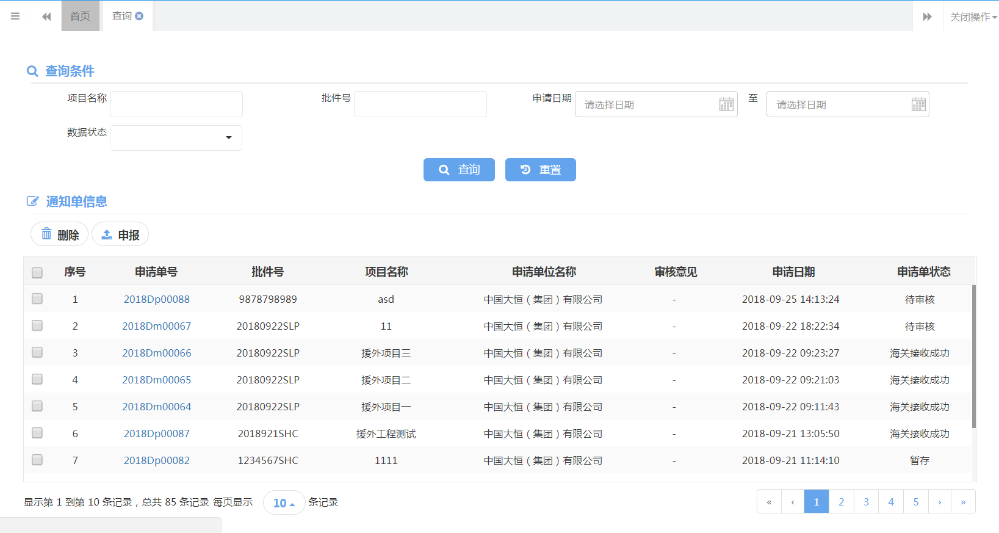 首页 查询 关闭操作
查询条件
项目名称 批件号 申请日期 请选择日期 至 请选择日期
数据状态
查询 重置
通知单信息
删除 申报
序号 申请单号 批件号 项目名称 申请单位名称 审核意见 申请日期 申请单状态
1 2018Dp00088 9878798989 asd 中国大恒（集团）有限公司 - 2018-09-25 14:13:24 待审核
2 2018Dm00067 20180922SLP 11 中国大恒（集团）有限公司 - 2018-09-22 18:22:34 待审核
3 2018Dm00066 20180922SLP 援外项目三 中国大恒（集团）有限公司 - 2018-09-22 09:23:27 海关接收成功
4 2018Dm00065 20180922SLP 援外项目二 中国大恒（集团）有限公司 - 2018-09-22 09:21:03 海关接收成功
5 2018Dm00064 20180922SLP 援外项目一 中国大恒（集团）有限公司 - 2018-09-22 09:11:43 海关接收成功
6 2018Dp00087 2018921SHC 援外工程测试 中国大恒（集团）有限公司 - 2018-09-21 13:05:50 海关接收成功
7 2018Dp00082 1234567SHC 1111 中国大恒（集团）有限公司 - 2018-09-21 11:14:10 暂存
显示第 1 到第 10 条记录，总共 85 条记录 每页显示 10 条记录 « ‹ 1 2 3 4 5 › »